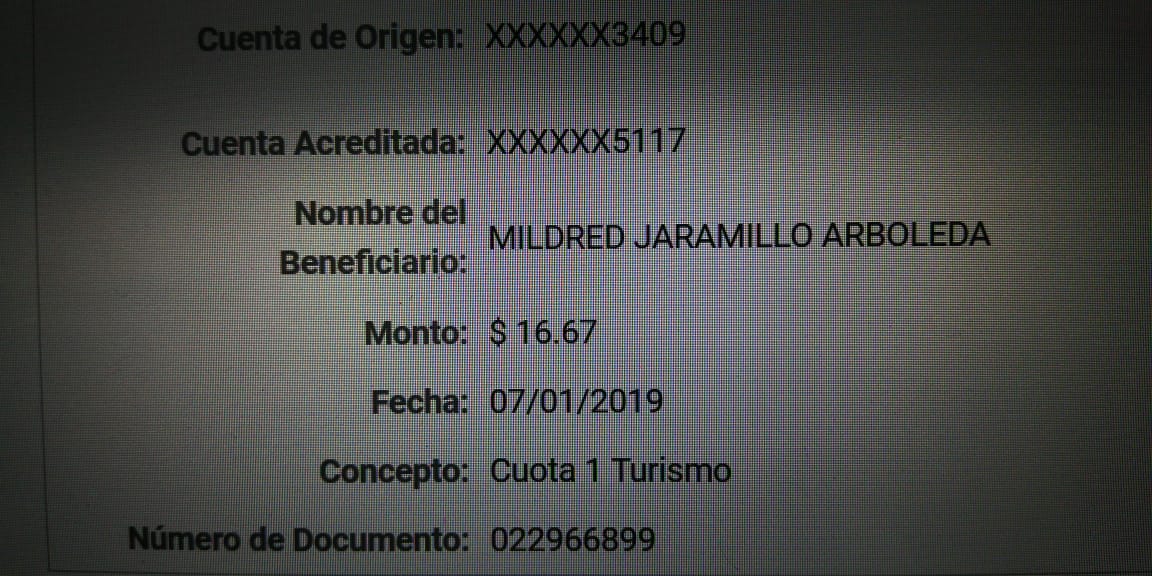 Cuenta de Origen: XXXXXX3409
Cuenta Acreditada: XXXXXX5117
Nombre del
Beneficiario: MILDRED JARAMILLO ARBOLEDA
Monto: $ 16.67
Fecha: 07/01/2019
Concepto: Cuota 1 Turismo
Número de Documento: 022966899